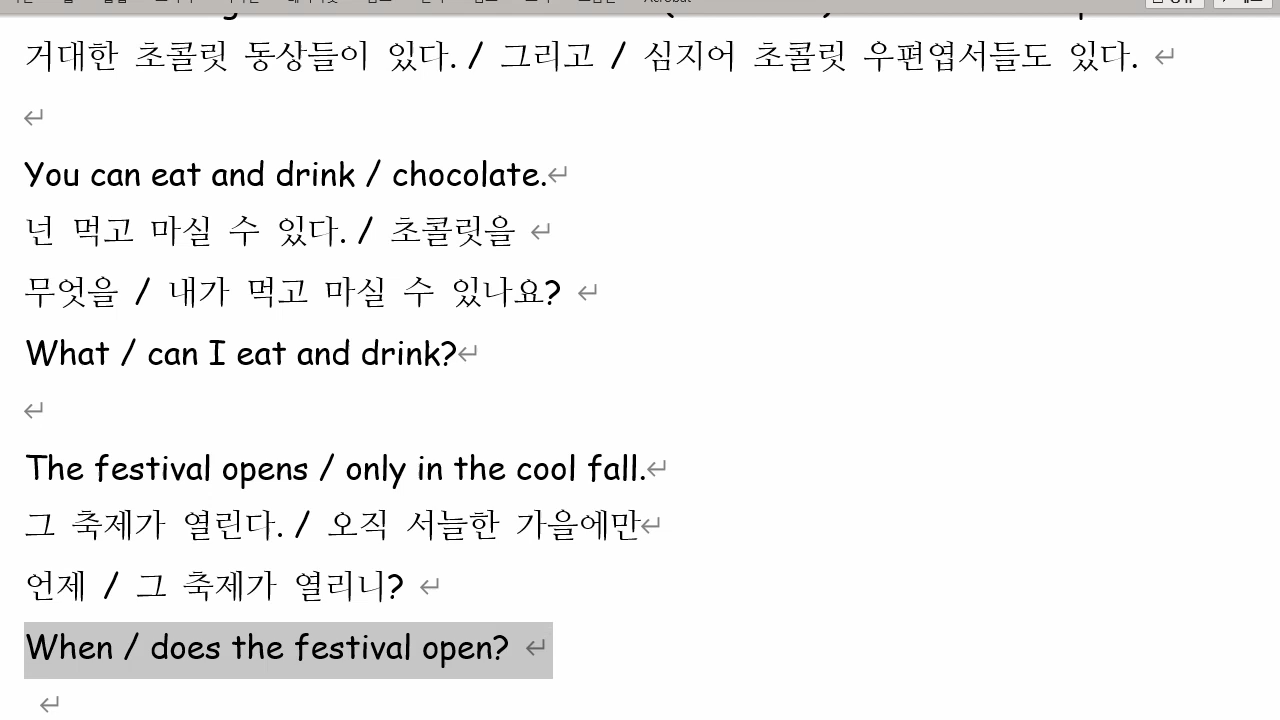 거대한 초콜릿 동상들이 있다. / 그리고 / 심지어 초콜릿 우편엽서들도 있다.
You can eat and drink / chocolate.
넌 먹고 마실 수 있다. / 초콜릿을
무엇을 / 내가 먹고 마실 수 있나요?
What / can I eat and drink?
The festival opens / only in the cool fall.
그 축제가 열린다. / 오직 서늘한 가을에만
언제 / 그 축제가 열리니?
When / does the festival open?